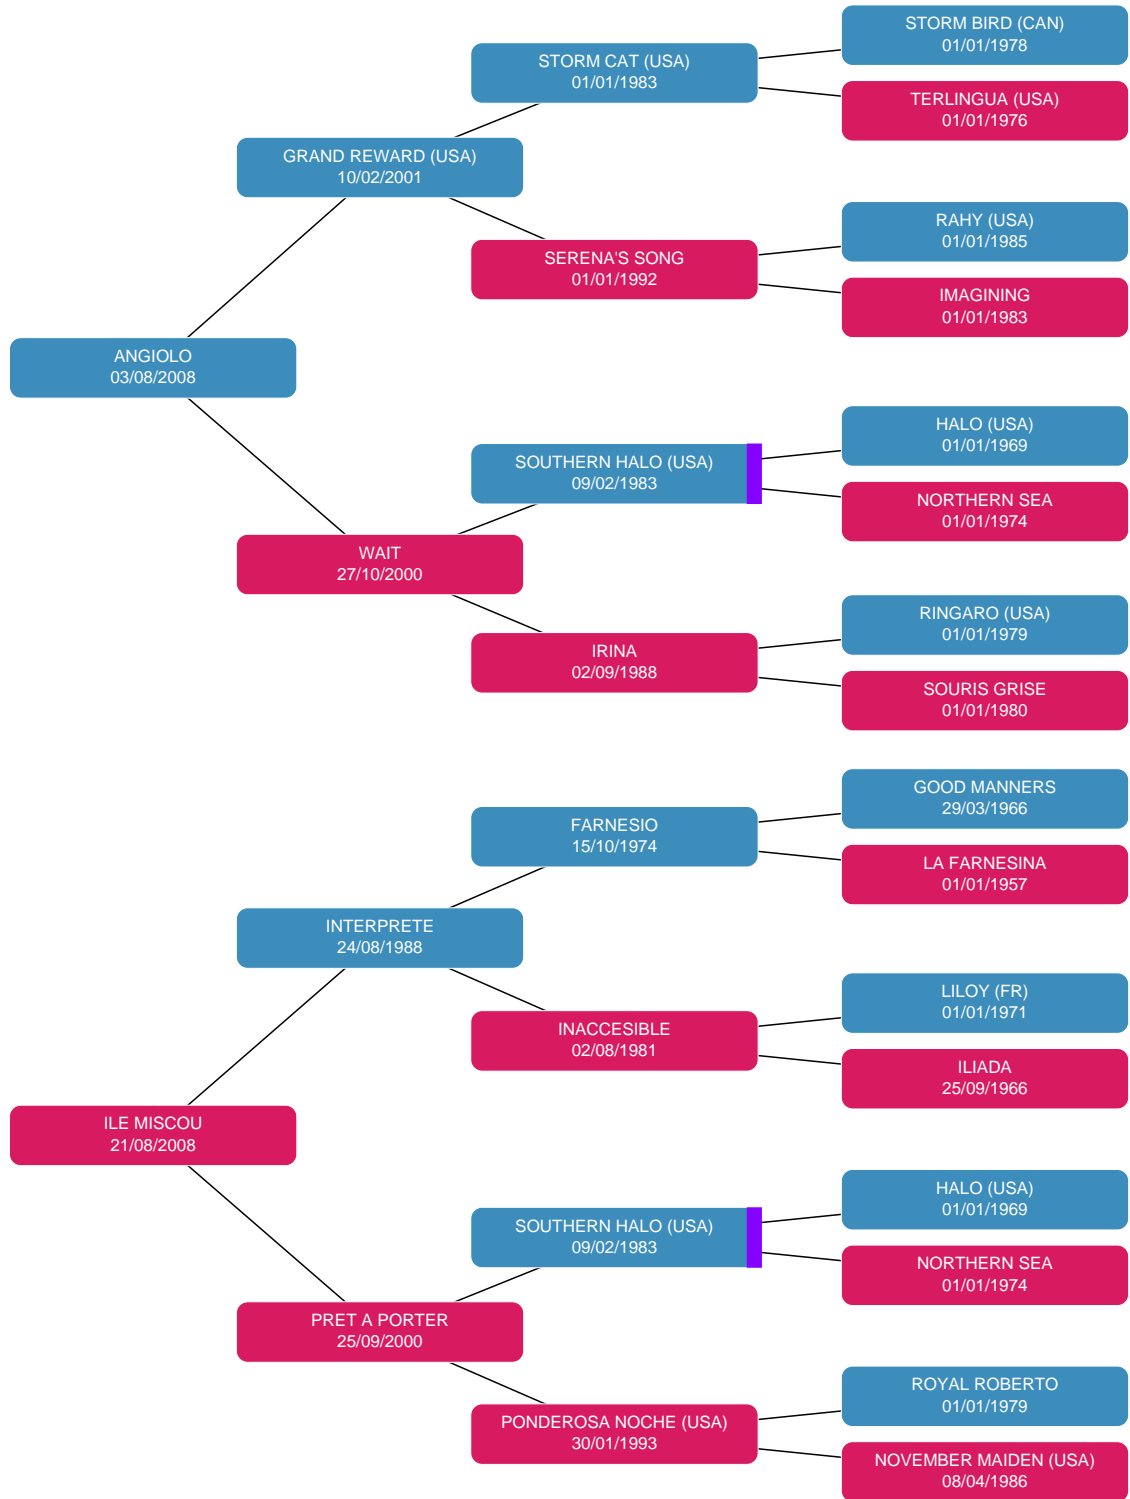 STORM BIRD (CAN)
01/01/1978
STORM CAT (USA)
01/01/1983
TERLINGUA (USA)
01/01/1976
GRAND REWARD (USA)
10/02/2001
RAHY (USA)
01/01/1985
SERENA'S SONG
01/01/1992
IMAGINING
01/01/1983
ANGIOLO
03/08/2008
HALO (USA)
01/01/1969
SOUTHERN HALO (USA)
09/02/1983
NORTHERN SEA
01/01/1974
WAIT
27/10/2000
RINGARO (USA)
01/01/1979
IRINA
02/09/1988
SOURIS GRISE
01/01/1980
GOOD MANNERS
29/03/1966
FARNESIO
15/10/1974
LA FARNESINA
01/01/1957
INTERPRETE
24/08/1988
LILOY (FR)
01/01/1971
INACCESIBLE
02/08/1981
ILIADA
25/09/1966
ILE MISCOU
21/08/2008
HALO (USA)
01/01/1969
SOUTHERN HALO (USA)
09/02/1983
NORTHERN SEA
01/01/1974
PRET A PORTER
25/09/2000
ROYAL ROBERTO
01/01/1979
PONDEROSA NOCHE (USA)
30/01/1993
NOVEMBER MAIDEN (USA)
08/04/1986